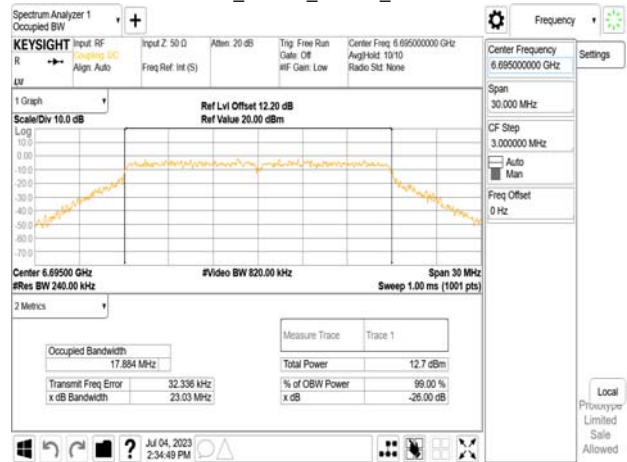 Spectrum Analyzer 1
Occupied BW
Frequency
KEYSIGHT
Input: RF
Coupling: DC
Align: Auto
Input Z: 50 Ω
Freq Ref: Int (S)
Atten: 20 dB
Trig: Free Run
Gate: Off
#IF Gain: Low
Center Freq: 6.695000000 GHz
Avg|Hold: 10/10
Radio Std: None
R
LXI
Center Frequency
6.695000000 GHz
Settings
Span
30.000 MHz
CF Step
3.000000 MHz
Auto
Man
Freq Offset
0 Hz
1 Graph
Scale/Div 10.0 dB
Ref Lvl Offset 12.20 dB
Ref Value 20.00 dBm
Log
10.0
0.00
-10.0
-20.0
-30.0
-40.0
-50.0
-60.0
-70.0
Center 6.69500 GHz
#Res BW 240.00 kHz
#Video BW 820.00 kHz
Span 30 MHz
Sweep 1.00 ms (1001 pts)
2 Metrics
Measure Trace
Trace 1
Occupied Bandwidth
17.884 MHz
Total Power
12.7 dBm
Transmit Freq Error
32.336 kHz
% of OBW Power
99.00 %
x dB Bandwidth
23.03 MHz
x dB
-26.00 dB
Local
Prototype
Limited
Sale
Allowed
?
Jul 04, 2023
2:34:49 PM